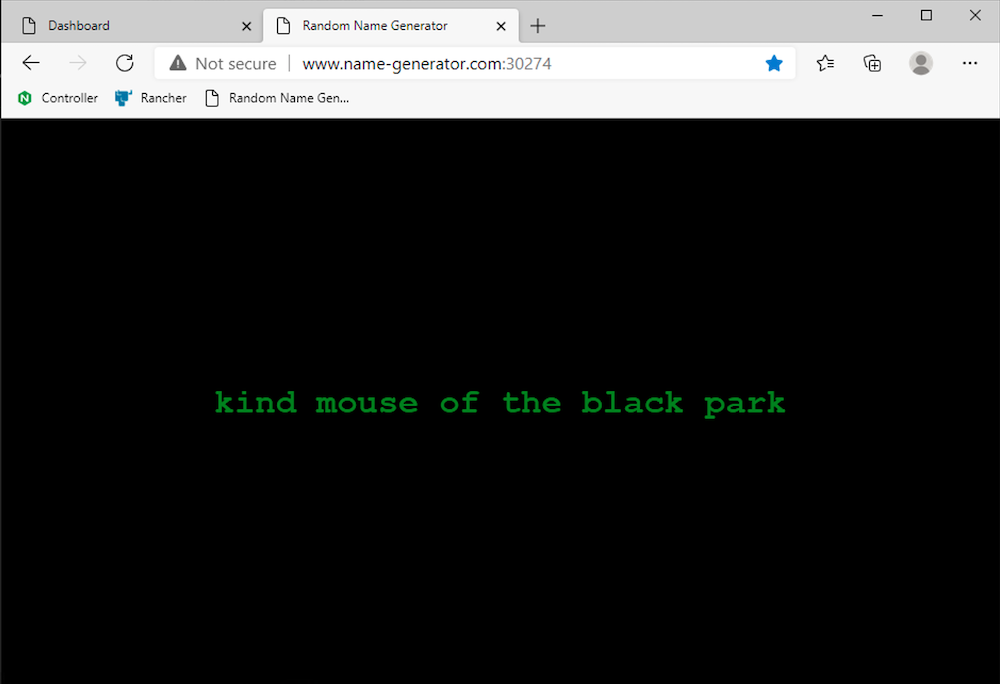 Dashboard
Random Name Generator
Not secure
www.name-generator.com:30274
Controller
Rancher
Random Name Gen...
kind mouse of the black park